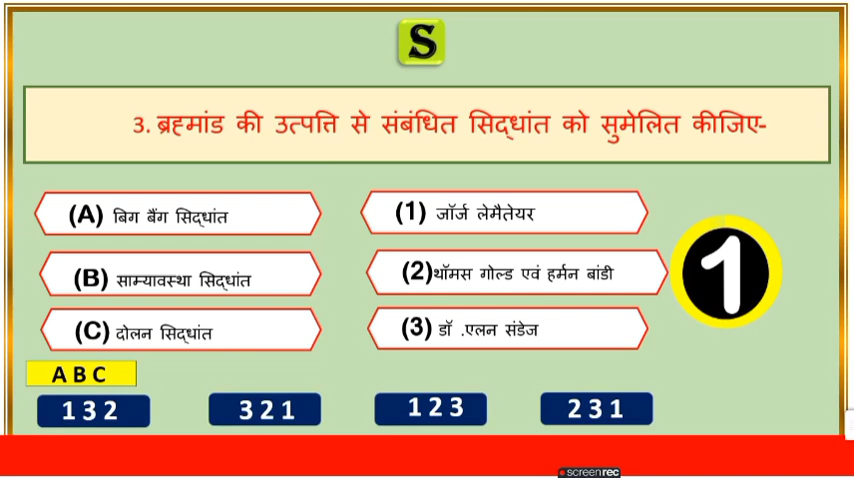 S
3. ब्रह्मांड की उत्पत्ति से संबंधित सिद्धांत को सुमेलित कीजिए-
(A) बिग बैंग सिद्धांत
(1) जॉर्ज लेमैतेयर
(B) साम्यावस्था सिद्धांत
(2)थॉमस गोल्ड एवं हर्मन बांडी
(C) दोलन सिद्धांत
(3) डॉ .एलन संडेज
1
A B C
1 3 2
3 2 1
1 2 3
2 3 1
screenrec